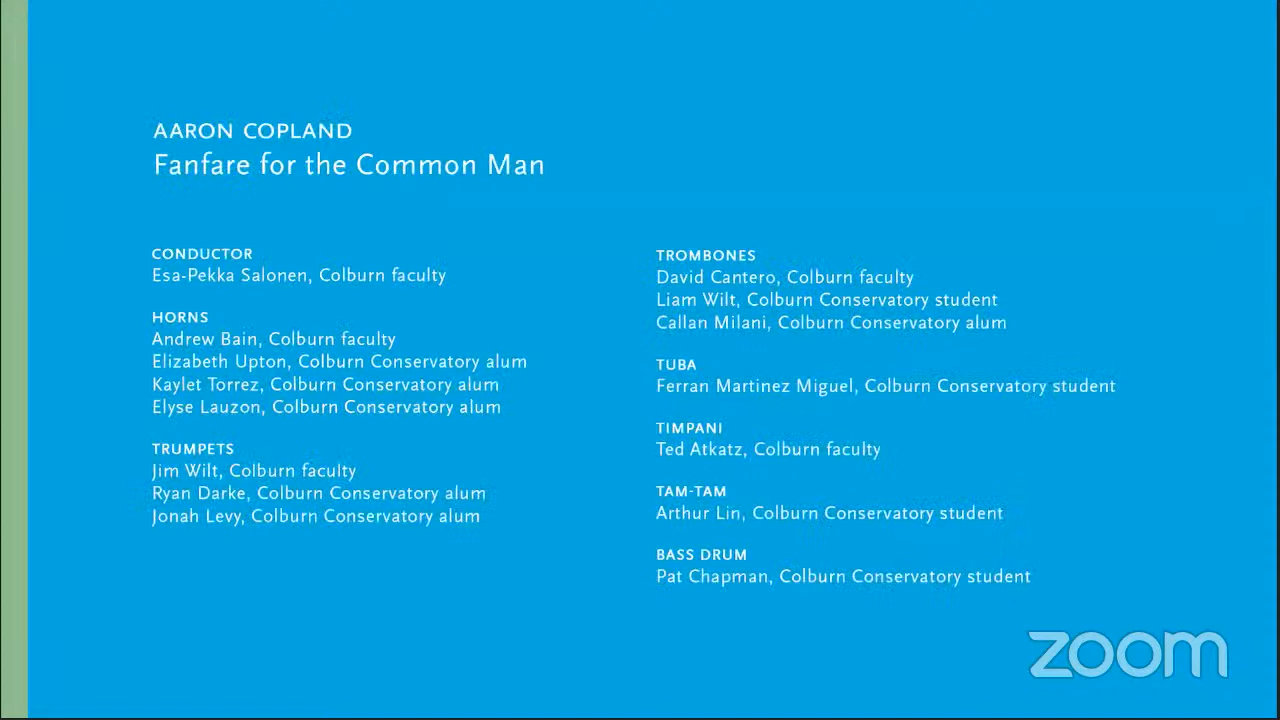 AARON COPLAND
Fanfare for the Common Man
CONDUCTOR
Esa-Pekka Salonen, Colburn faculty
HORNS
Andrew Bain, Colburn faculty
Elizabeth Upton, Colburn Conservatory alum
Kaylet Torrez, Colburn Conservatory alum
Elyse Lauzon, Colburn Conservatory alum
TRUMPETS
Jim Wilt, Colburn faculty
Ryan Darke, Colburn Conservatory alum
Jonah Levy, Colburn Conservatory alum
TROMBONES
David Cantero, Colburn faculty
Liam Wilt, Colburn Conservatory student
Callan Milani, Colburn Conservatory alum
TUBA
Ferran Martinez Miguel, Colburn Conservatory student
TIMPANI
Ted Atkatz, Colburn faculty
TAM-TAM
Arthur Lin, Colburn Conservatory student
BASS DRUM
Pat Chapman, Colburn Conservatory student
zoom